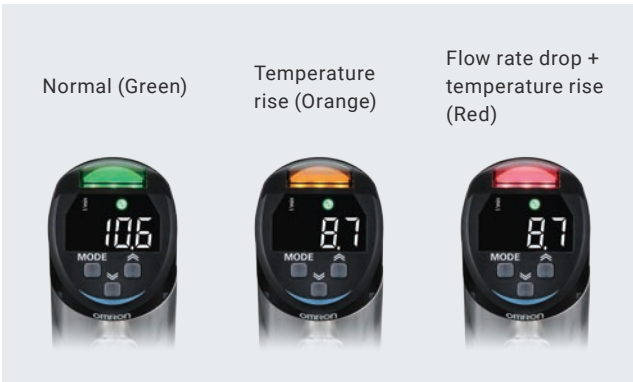 Normal (Green)
Temperature
rise (Orange)
Flow rate drop +
temperature rise
(Red)
10.6
MODE
OMRON
8.7
MODE
OMRON
8.7
MODE
OMRON